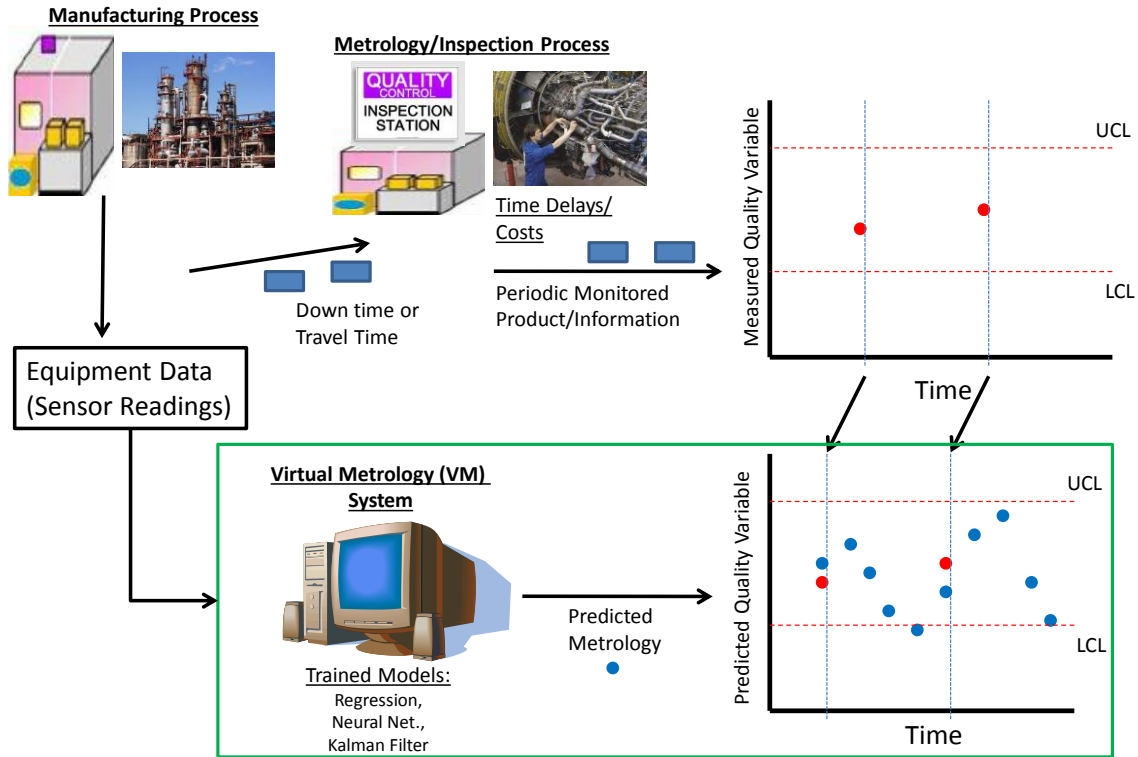 Manufacturing Process
Metrology/Inspection Process
QUALITY
CONTROL
INSPECTION
STATION
Time Delays/
Costs
Down time or
Travel Time
Periodic Monitored
Product/Information
Measured Quality Variable
UCL
LCL
Time
Equipment Data
(Sensor Readings)
Virtual Metrology (VM)
System
Trained Models:
Regression,
Neural Net.,
Kalman Filter
Predicted
Metrology
Predicted Quality Variable
UCL
LCL
Time